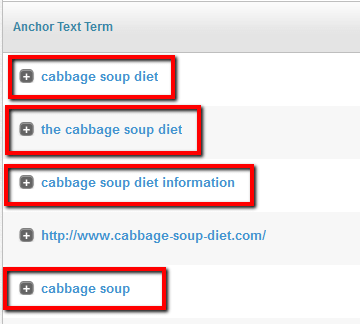 Anchor Text Term
cabbage soup diet
the cabbage soup diet
cabbage soup diet information
http://www.cabbage-soup-diet.com/
cabbage soup